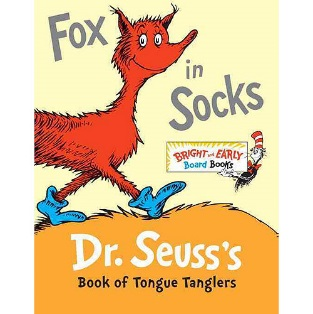 Fox
in
Socks
BRIGHT and EARLY
Board Books
Dr. Seuss's
Book of Tongue Tanglers